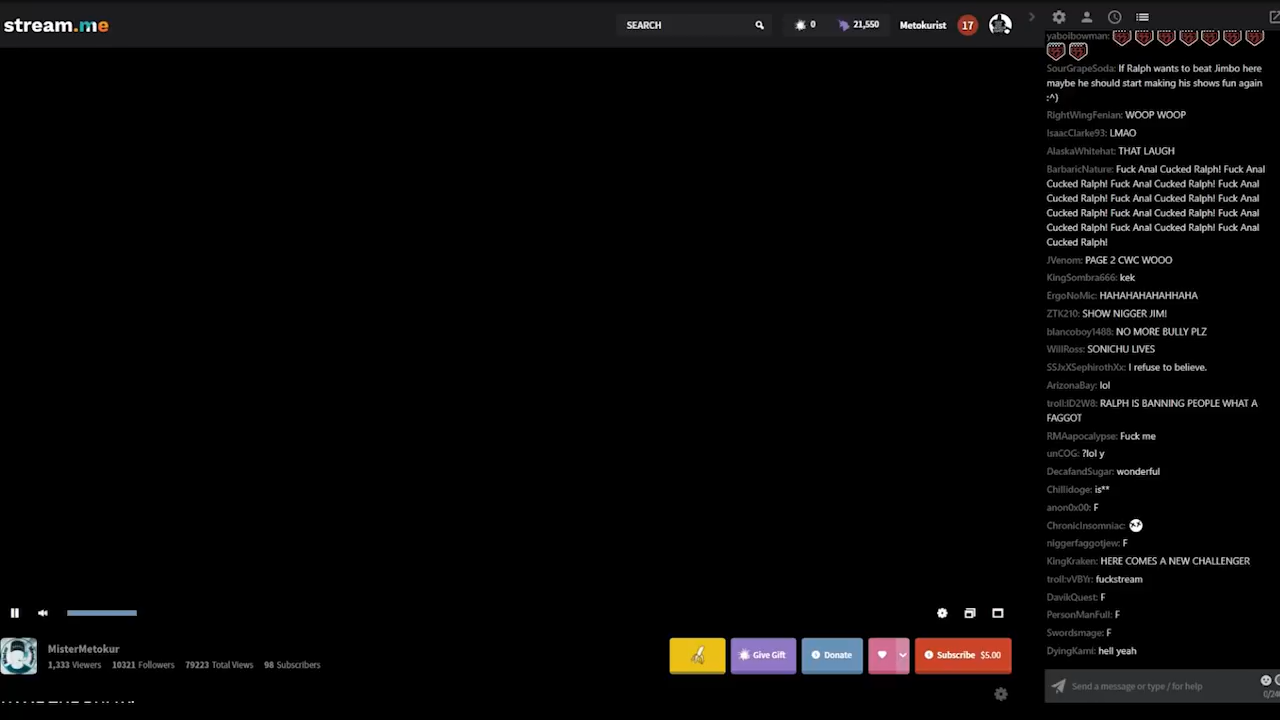 stream.me
SEARCH
0
21,550
Metokurist
17
yaboibowman:
SourGrapeSoda: If Ralph wants to beat Jimbo here
maybe he should start making his shows fun again
:^)
RightWingFenian: WOOP WOOP
IsaacClarke93: LMAO
AlaskaWhitehat: THAT LAUGH
BarbaricNature: Fuck Anal Cucked Ralph! Fuck Anal
Cucked Ralph! Fuck Anal Cucked Ralph! Fuck Anal
Cucked Ralph! Fuck Anal Cucked Ralph! Fuck Anal
Cucked Ralph! Fuck Anal Cucked Ralph! Fuck Anal
Cucked Ralph! Fuck Anal Cucked Ralph! Fuck Anal
Cucked Ralph!
JVenom: PAGE 2 CWC WOOO
KingSombra666: kek
ErgoNoMic: HAHAHAHAHAHHAHA
ZTK210: SHOW NIGGER JIM!
blancoboy1488: NO MORE BULLY PLZ
WillRoss: SONICHU LIVES
SSJxXSephirothXx: I refuse to believe.
ArizonaBay: lol
troll:ID2W8: RALPH IS BANNING PEOPLE WHAT A
FAGGOT
RMAapocalypse: Fuck me
unCOG: ?lol y
DecafandSugar: wonderful
Chillidoge: is**
anon0x00: F
ChronicInsomniac:
niggerfaggotjew: F
KingKraken: HERE COMES A NEW CHALLENGER
troll:vVBYr: fuckstream
DavikQuest: F
PersonManFull: F
Swordsmage: F
DyingKami: hell yeah
Send a message or type / for help
MisterMetokur
1,333 Viewers 10321 Followers 79223 Total Views 98 Subscribers
Give Gift
Donate
Subscribe $5.00